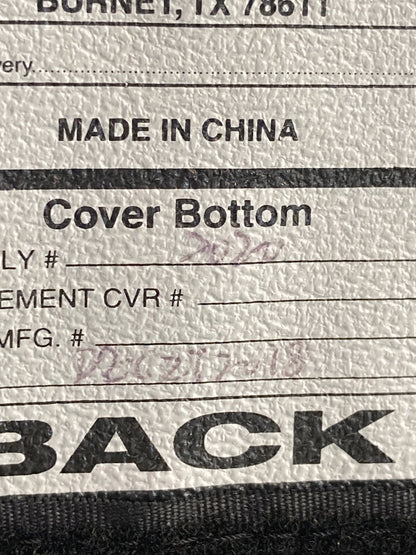 BURNET, TX 78611
very
MADE IN CHINA
Cover Bottom
LY #
EMENT CVR #
MFG. #
BACK